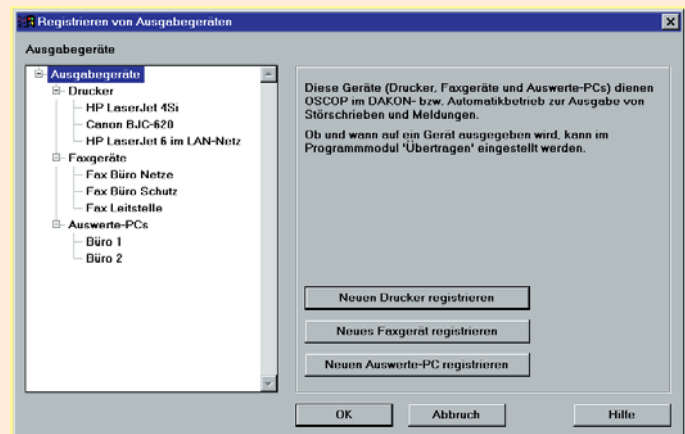 Registrieren von Ausgabegeräten
Ausgabegeräte
Ausgabegeräte
Drucker
HP LaserJet 4Si
Canon BJC-620
HP LaserJet 6 im LAN-Netz
Faxgeräte
Fax Büro Netze
Fax Büro Schutz
Fax Leitstelle
Auswerte-PCs
Büro 1
Büro 2
Diese Geräte (Drucker, Faxgeräte und Auswerte-PCs) dienen
OSCOP im DAKON- bzw. Automatikbetrieb zur Ausgabe von
Störschrieben und Meldungen.
Ob und wann auf ein Gerät ausgegeben wird, kann im
Programmmodul 'Übertragen' eingestellt werden.
Neuen Drucker registrieren
Neues Faxgerät registrieren
Neuen Auswerte-PC registrieren
OK
Abbruch
Hilfe